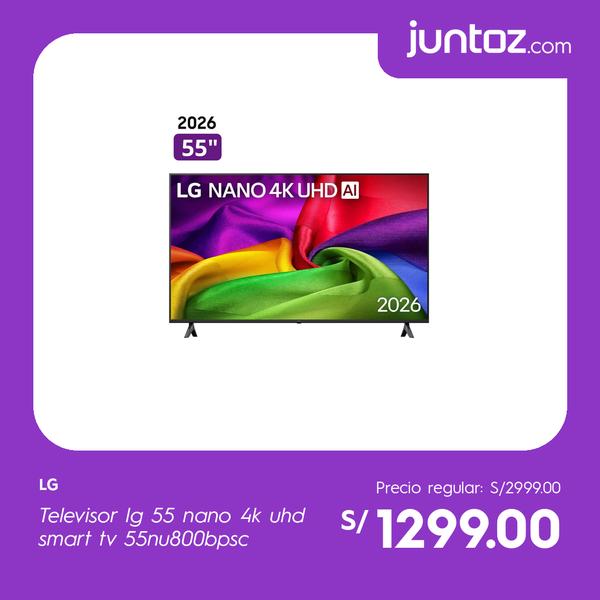 juntoz.com
2026
55"
LG NANO 4K UHD AI
2026
LG
Precio regular: S/2999.00
Televisor lg 55 nano 4k uhd
smart tv 55nu800bpsc
S/1299.00